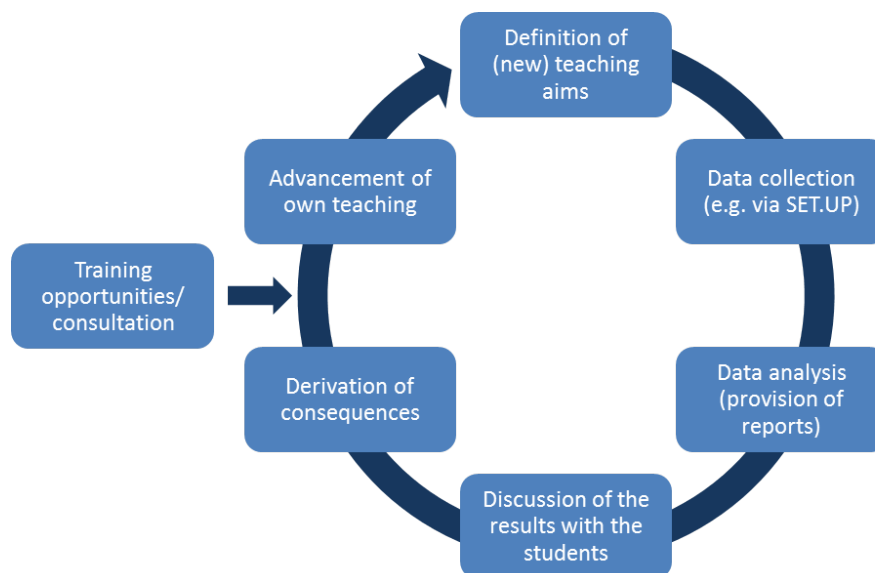 Definition of
(new) teaching
aims
Data collection
(e.g. via SET.UP)
Data analysis
(provision of
reports)
Discussion of the
results with the
students
Derivation of
consequences
Training
opportunities/
consultation
Advancement of
own teaching